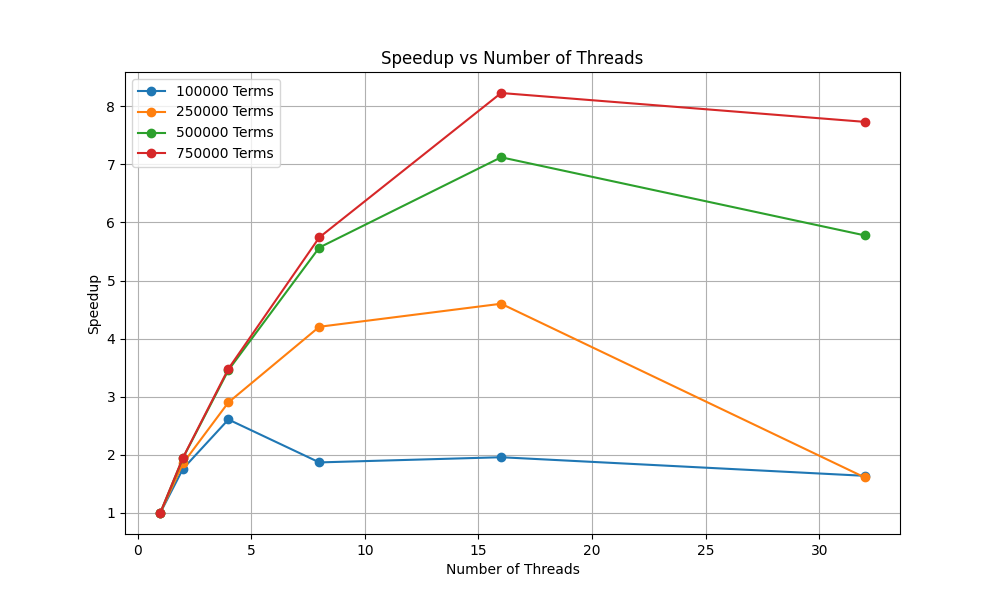 Speedup vs Number of Threads
100000 Terms
250000 Terms
500000 Terms
750000 Terms
8
7
6
5
4
3
2
1
Speedup
0 5 10 15 20 25 30
Number of Threads